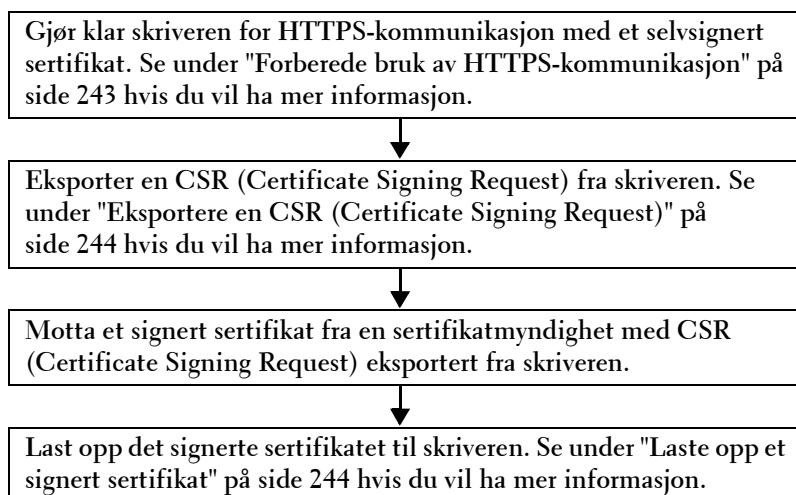 Gjør klar skriveren for HTTPS-kommunikasjon med et selvsignert
sertifikat. Se under "Forberede bruk av HTTPS-kommunikasjon" på
side 243 hvis du vil ha mer informasjon.
Eksporter en CSR (Certificate Signing Request) fra skriveren. Se
under "Eksportere en CSR (Certificate Signing Request)" på
side 244 hvis du vil ha mer informasjon.
Motta et signert sertifikat fra en sertifikatmyndighet med CSR
(Certificate Signing Request) eksportert fra skriveren.
Last opp det signerte sertifikatet til skriveren. Se under "Laste opp et
signert sertifikat" på side 244 hvis du vil ha mer informasjon.